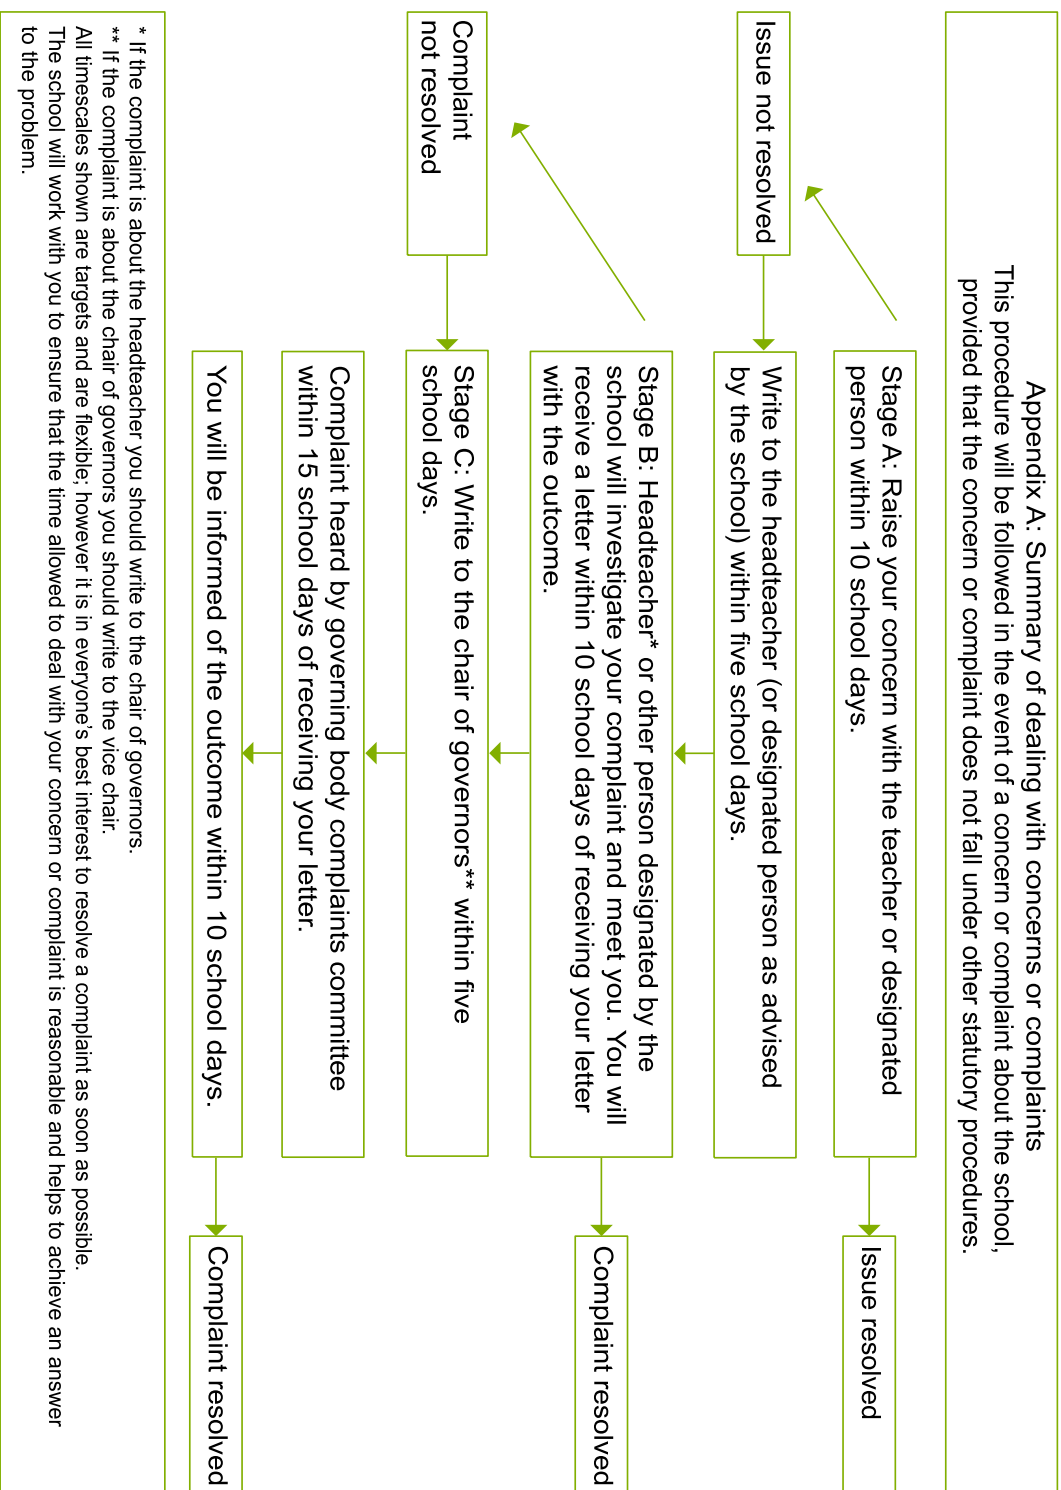 Appendix A: Summary of dealing with concerns or complaints
This procedure will be followed in the event of a concern or complaint about the school,
provided that the concern or complaint does not fall under other statutory procedures.
Stage A: Raise your concern with the teacher or designated
person within 10 school days.
Issue resolved
Issue not resolved
Write to the headteacher (or designated person as advised
by the school) within five school days.
Stage B: Headteacher* or other person designated by the
school will investigate your complaint and meet you. You will
receive a letter within 10 school days of receiving your letter
with the outcome.
Complaint resolved
Complaint
not resolved
Stage C: Write to the chair of governors** within five
school days.
Complaint heard by governing body complaints committee
within 15 school days of receiving your letter.
You will be informed of the outcome within 10 school days.
Complaint resolved
* If the complaint is about the headteacher you should write to the chair of governors.
** If the complaint is about the chair of governors you should write to the vice chair.
All timescales shown are targets and are flexible; however it is in everyone’s best interest to resolve a complaint as soon as possible.
The school will work with you to ensure that the time allowed to deal with your concern or complaint is reasonable and helps to achieve an answer
to the problem.